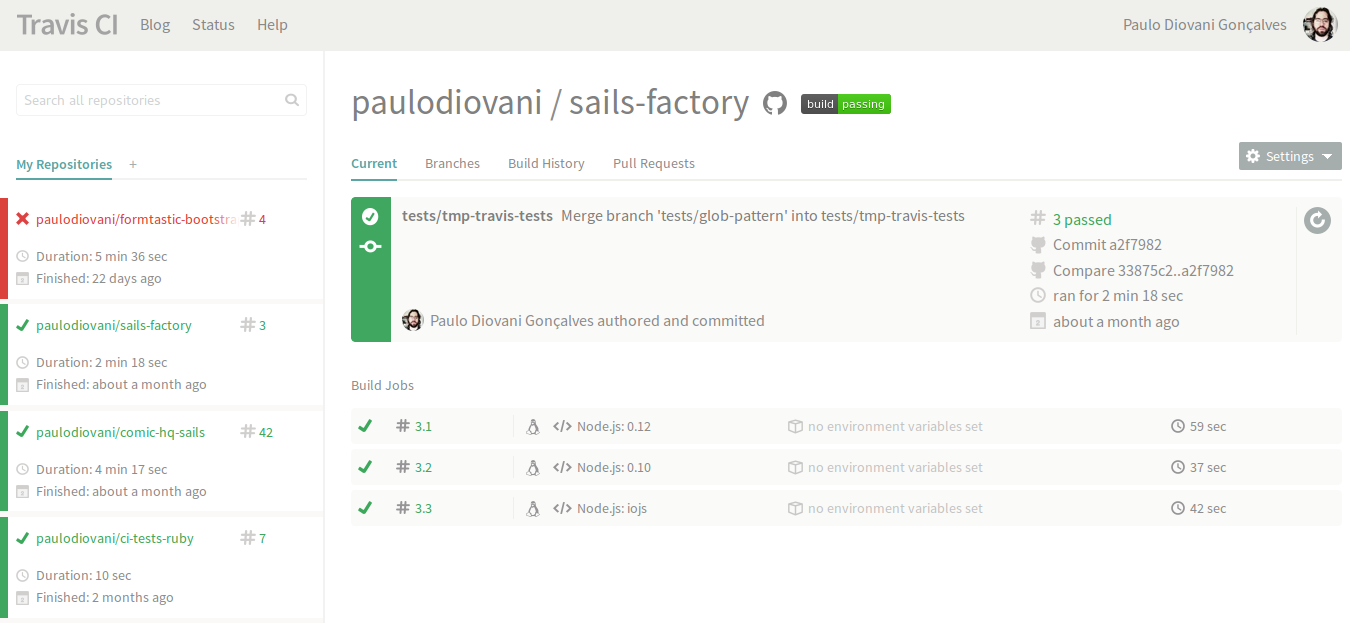 Travis CI Blog Status Help Paulo Diovani Gonçalves
Search all repositories
My Repositories +
paulodiovani/formtastic-bootstra # 4
Duration: 5 min 36 sec
Finished: 22 days ago
paulodiovani/sails-factory # 3
Duration: 2 min 18 sec
Finished: about a month ago
paulodiovani/comic-hq-sails # 42
Duration: 4 min 17 sec
Finished: about a month ago
paulodiovani/ci-tests-ruby # 7
Duration: 10 sec
Finished: 2 months ago
paulodiovani / sails-factory build passing
Current Branches Build History Pull Requests Settings
tests/tmp-travis-tests Merge branch 'tests/glob-pattern' into tests/tmp-travis-tests
Paulo Diovani Gonçalves authored and committed
# 3 passed
Commit a2f7982
Compare 33875c2..a2f7982
ran for 2 min 18 sec
about a month ago
Build Jobs
# 3.1 </> Node.js: 0.12 no environment variables set 59 sec
# 3.2 </> Node.js: 0.10 no environment variables set 37 sec
# 3.3 </> Node.js: iojs no environment variables set 42 sec